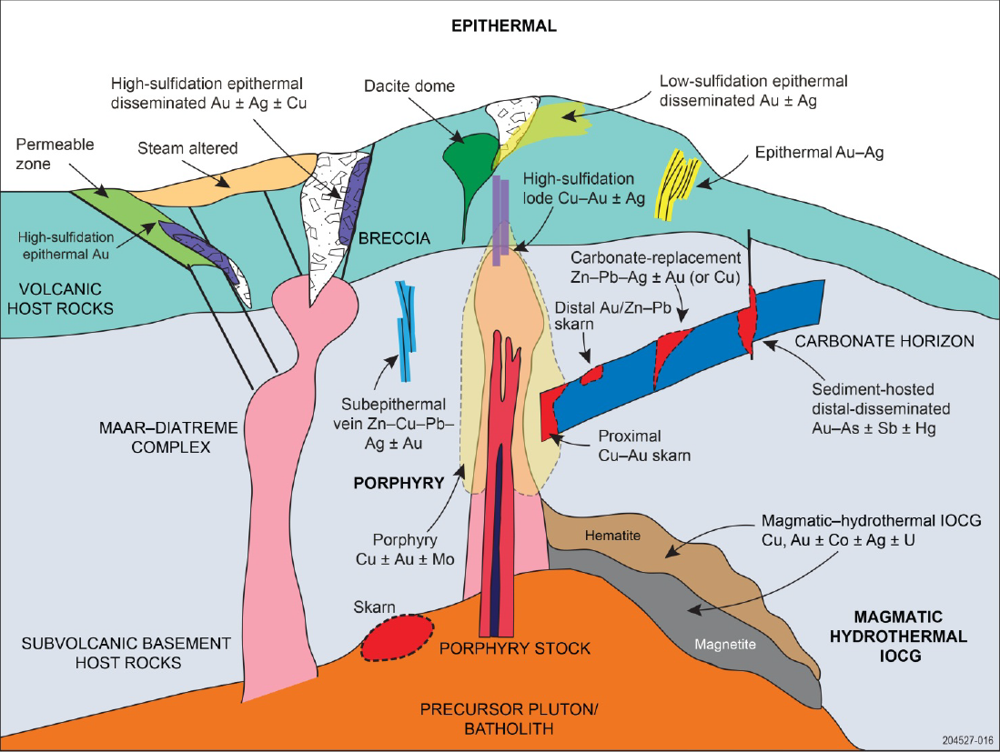 EPITHERMAL
High-sulfidation epithermal
disseminated Au ± Ag ± Cu
Dacite dome
Low-sulfidation epithermal
disseminated Au ± Ag
Permeable
zone
Steam altered
Epithermal Au–Ag
High-sulfidation
lode Cu–Au ± Ag
High-sulfidation
epithermal Au
BRECCIA
Carbonate-replacement
Zn–Pb–Ag ± Au (or Cu)
VOLCANIC
HOST ROCKS
Distal Au/Zn–Pb
skarn
CARBONATE HORIZON
Subepithermal
vein Zn–Cu–Pb–
Ag ± Au
Sediment-hosted
distal-disseminated
Au–As ± Sb ± Hg
MAAR–DIATREME
COMPLEX
Proximal
Cu–Au skarn
PORPHYRY
Porphyry
Cu ± Au ± Mo
Hematite
Magmatic–hydrothermal IOCG
Cu, Au ± Co ± Ag ± U
Skarn
MAGMATIC
HYDROTHERMAL
IOCG
SUBVOLCANIC BASEMENT
HOST ROCKS
PORPHYRY STOCK
Magnetite
PRECURSOR PLUTON/
BATHOLITH
204527-016